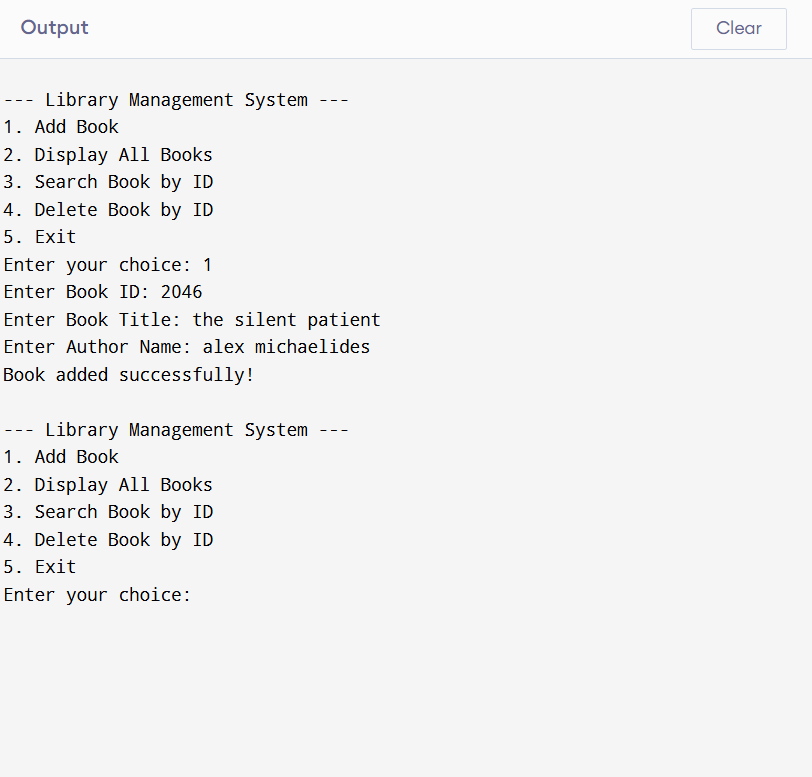 Output
Clear
--- Library Management System ---
1. Add Book
2. Display All Books
3. Search Book by ID
4. Delete Book by ID
5. Exit
Enter your choice: 1
Enter Book ID: 2046
Enter Book Title: the silent patient
Enter Author Name: alex michaelides
Book added successfully!
--- Library Management System ---
1. Add Book
2. Display All Books
3. Search Book by ID
4. Delete Book by ID
5. Exit
Enter your choice: